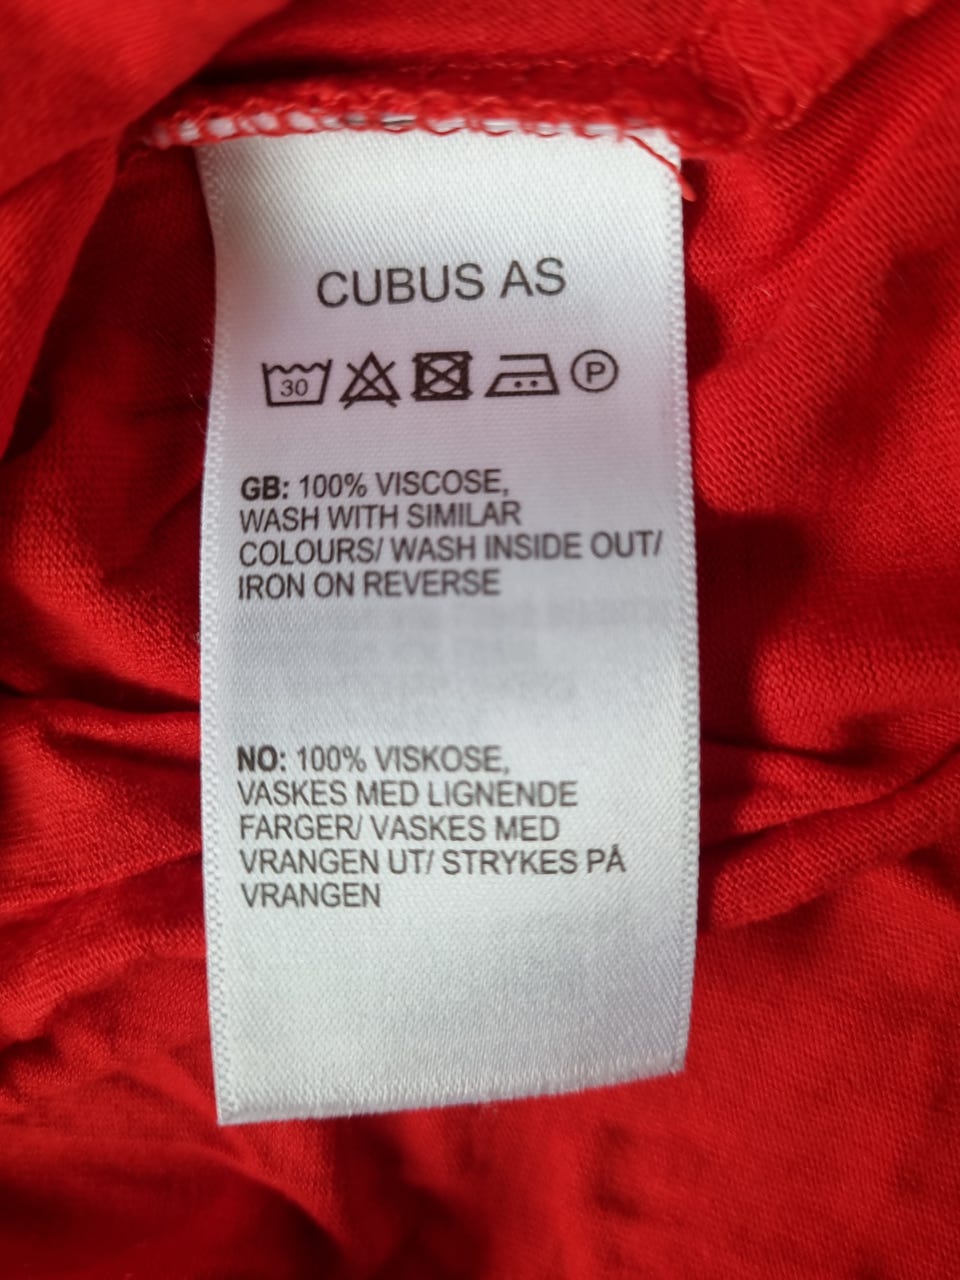 CUBUS AS
30 P
GB: 100% VISCOSE,
WASH WITH SIMILAR
COLOURS/ WASH INSIDE OUT/
IRON ON REVERSE
NO: 100% VISKOSE,
VASKES MED LIGNENDE
FARGER/ VASKES MED
VRANGEN UT/ STRYKES PÅ
VRANGEN